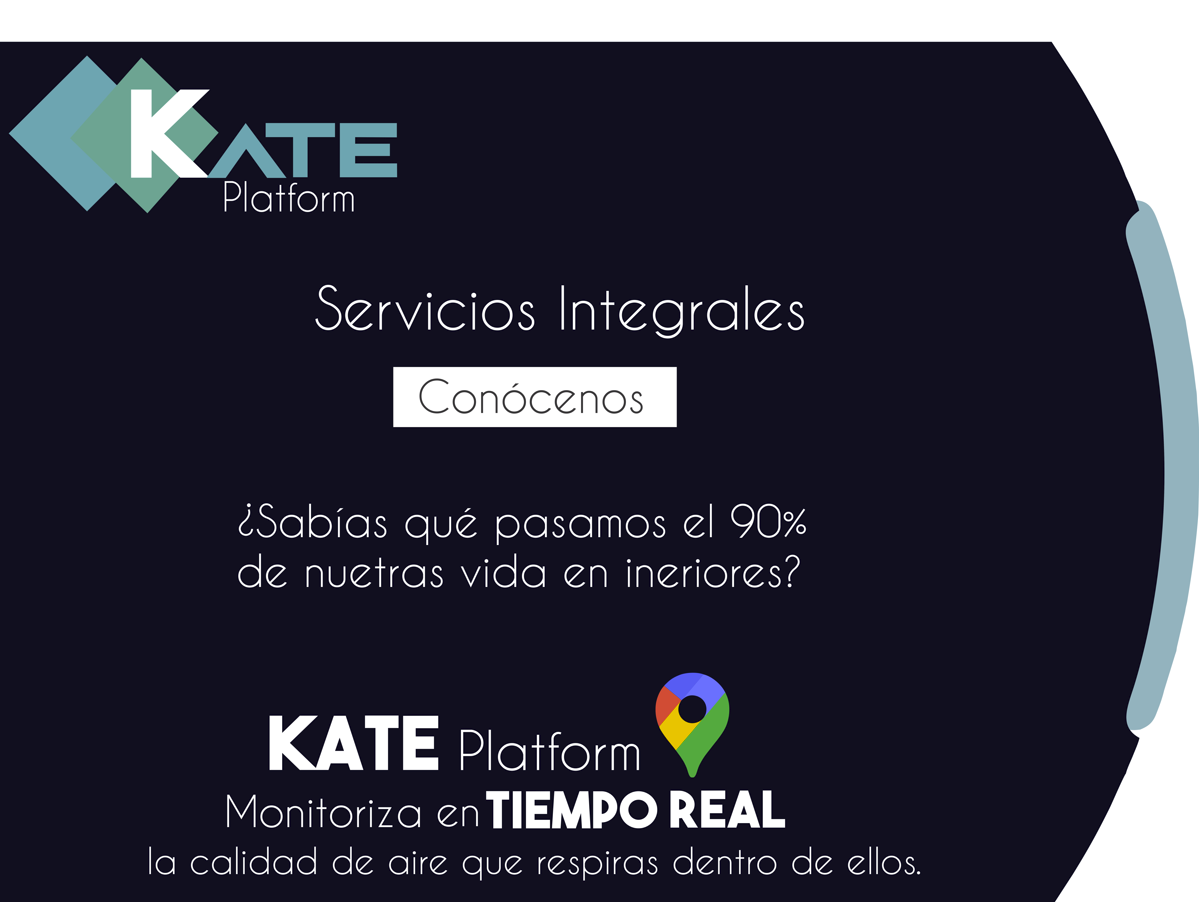 KATE
Platform
Servicios Integrales
Conócenos
¿Sabías qué pasamos el 90%
de nuetras vida en ineriores?
KATE Platform
Monitoriza en TIEMPO REAL
la calidad de aire que respiras dentro de ellos.